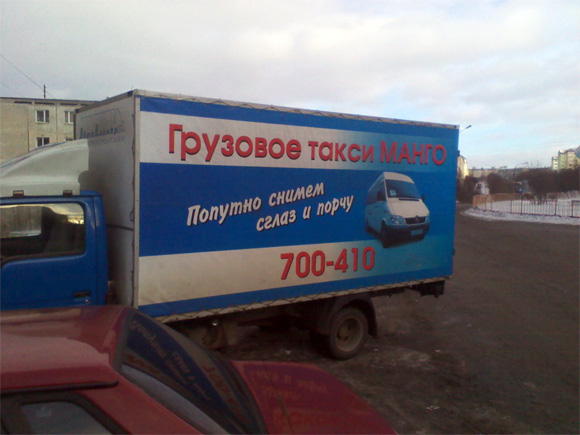 Грузовое такси МАНГО
Попутно снимем
сглаз и порчу
700-410